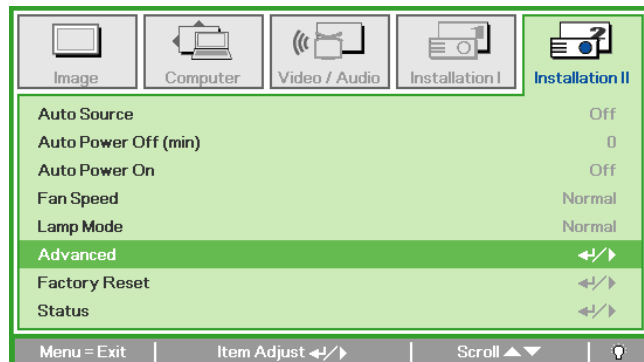 Image Computer Video / Audio Installation I Installation II
Auto Source Off
Auto Power Off (min) 0
Auto Power On Off
Fan Speed Normal
Lamp Mode Normal
Advanced ↵/▶
Factory Reset ↵/▶
Status ↵/▶
Menu = Exit Item Adjust ↵/▶ Scroll ▲▼